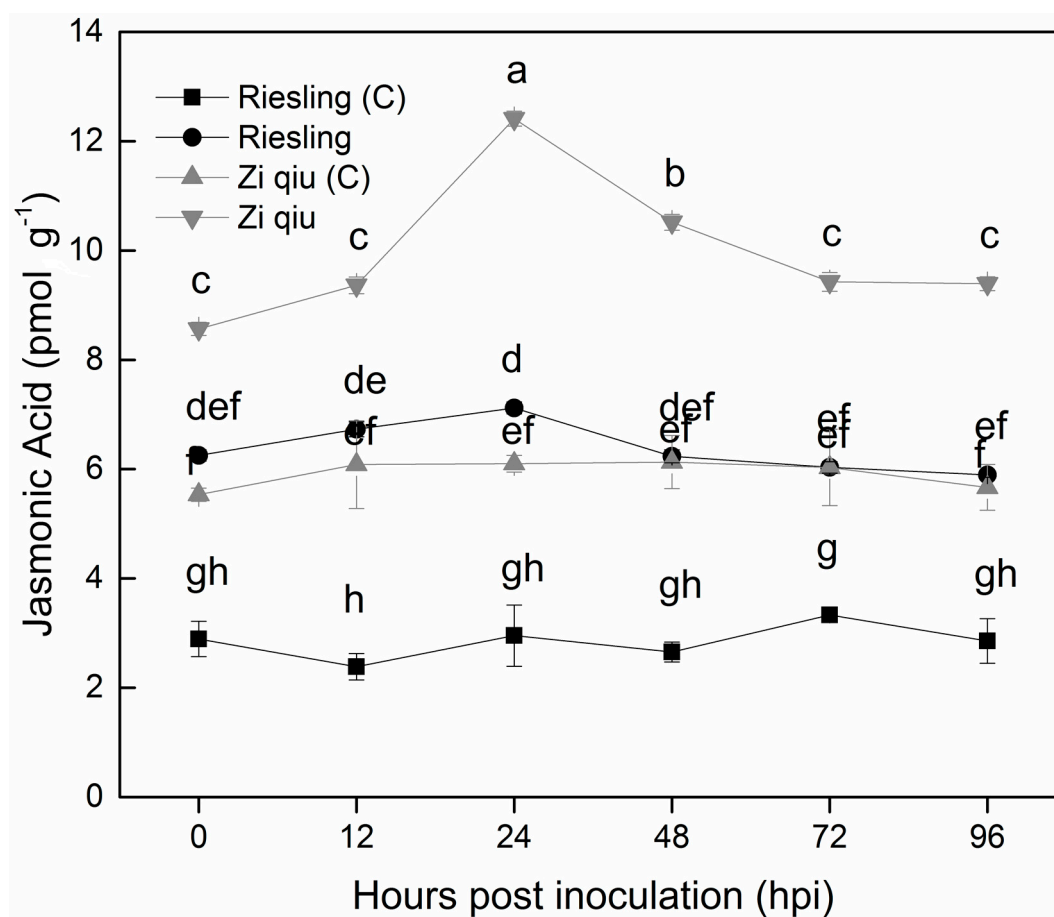 14
12
10
8
6
4
2
0
Jasmonic Acid (pmol g-1)
Riesling (C)
Riesling
Zi qiu (C)
Zi qiu
c
c
a
b
c
c
def
de
d
def
ef
ef
f
ef
ef
ef
ef
f
gh
h
gh
gh
g
gh
0 12 24 48 72 96
Hours post inoculation (hpi)